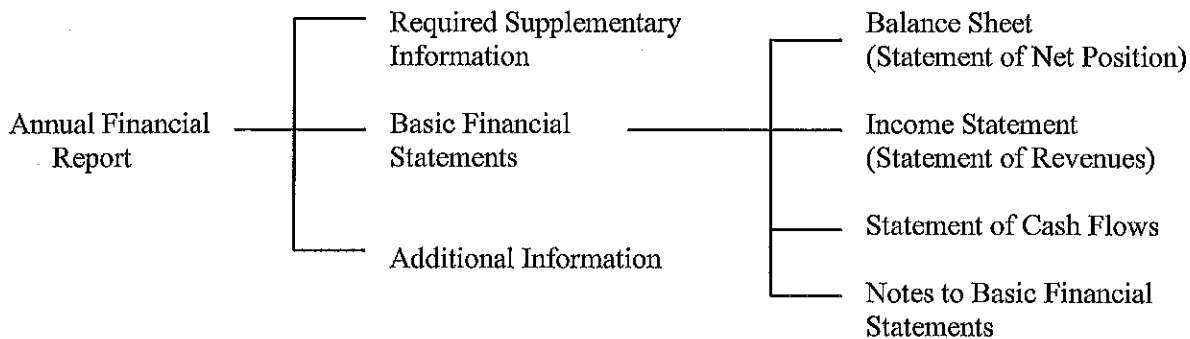 Annual Financial
Report
Required Supplementary
Information
Basic Financial
Statements
Additional Information
Balance Sheet
(Statement of Net Position)
Income Statement
(Statement of Revenues)
Statement of Cash Flows
Notes to Basic Financial
Statements